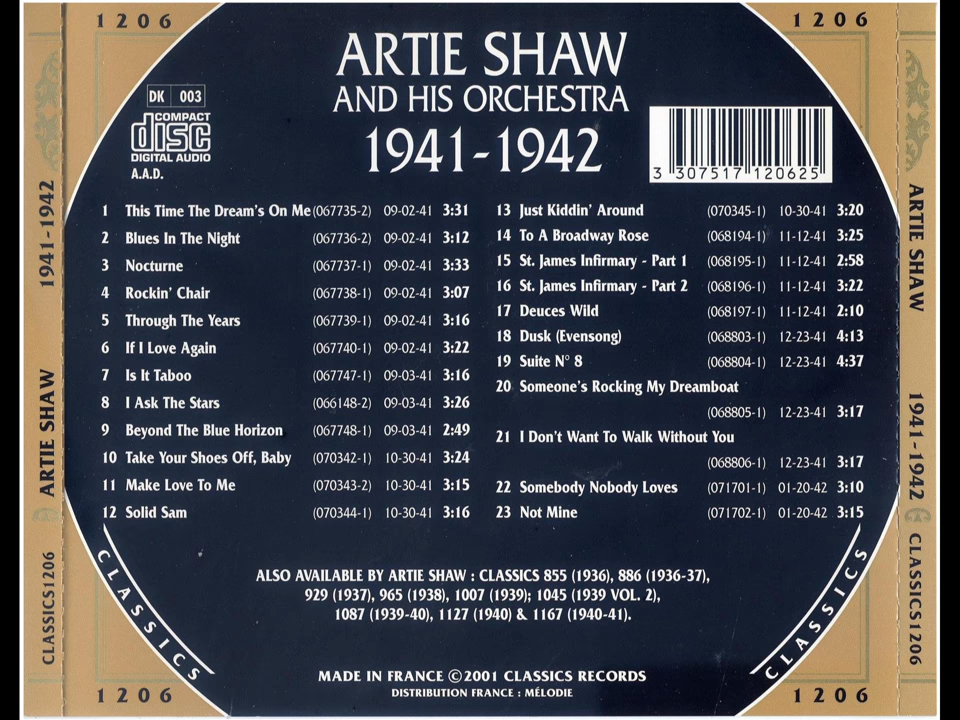 1206
1206
ARTIE SHAW
AND HIS ORCHESTRA
1941-1942
DK 003
COMPACT
disc
DIGITAL AUDIO
A.A.D.
3 307517 120625
1 This Time The Dream's On Me (067735-2) 09-02-41 3:31
2 Blues In The Night (067736-2) 09-02-41 3:12
3 Nocturne (067737-1) 09-02-41 3:33
4 Rockin' Chair (067738-1) 09-02-41 3:07
5 Through The Years (067739-1) 09-02-41 3:16
6 If I Love Again (067740-1) 09-02-41 3:22
7 Is It Taboo (067747-1) 09-03-41 3:16
8 I Ask The Stars (066148-2) 09-03-41 3:26
9 Beyond The Blue Horizon (067748-1) 09-03-41 2:49
10 Take Your Shoes Off, Baby (070342-1) 10-30-41 3:24
11 Make Love To Me (070343-2) 10-30-41 3:15
12 Solid Sam (070344-1) 10-30-41 3:16
13 Just Kiddin' Around (070345-1) 10-30-41 3:20
14 To A Broadway Rose (068194-1) 11-12-41 3:25
15 St. James Infirmary - Part 1 (068195-1) 11-12-41 2:58
16 St. James Infirmary - Part 2 (068196-1) 11-12-41 3:22
17 Deuces Wild (068197-1) 11-12-41 2:10
18 Dusk (Evensong) (068803-1) 12-23-41 4:13
19 Suite N° 8 (068804-1) 12-23-41 4:37
20 Someone's Rocking My Dreamboat
(068805-1) 12-23-41 3:17
21 I Don't Want To Walk Without You
(068806-1) 12-23-41 3:17
22 Somebody Nobody Loves (071701-1) 01-20-42 3:10
23 Not Mine (071702-1) 01-20-42 3:15
ALSO AVAILABLE BY ARTIE SHAW : CLASSICS 855 (1936), 886 (1936-37),
929 (1937), 965 (1938), 1007 (1939); 1045 (1939 VOL. 2),
1087 (1939-40), 1127 (1940) & 1167 (1940-41).
MADE IN FRANCE ©2001 CLASSICS RECORDS
DISTRIBUTION FRANCE : MÉLODIE
CLASSICS
CLASSICS
1206
1206
CLASSICS1206 ARTIE SHAW 1941-1942
ARTIE SHAW 1941-1942 CLASSICS1206